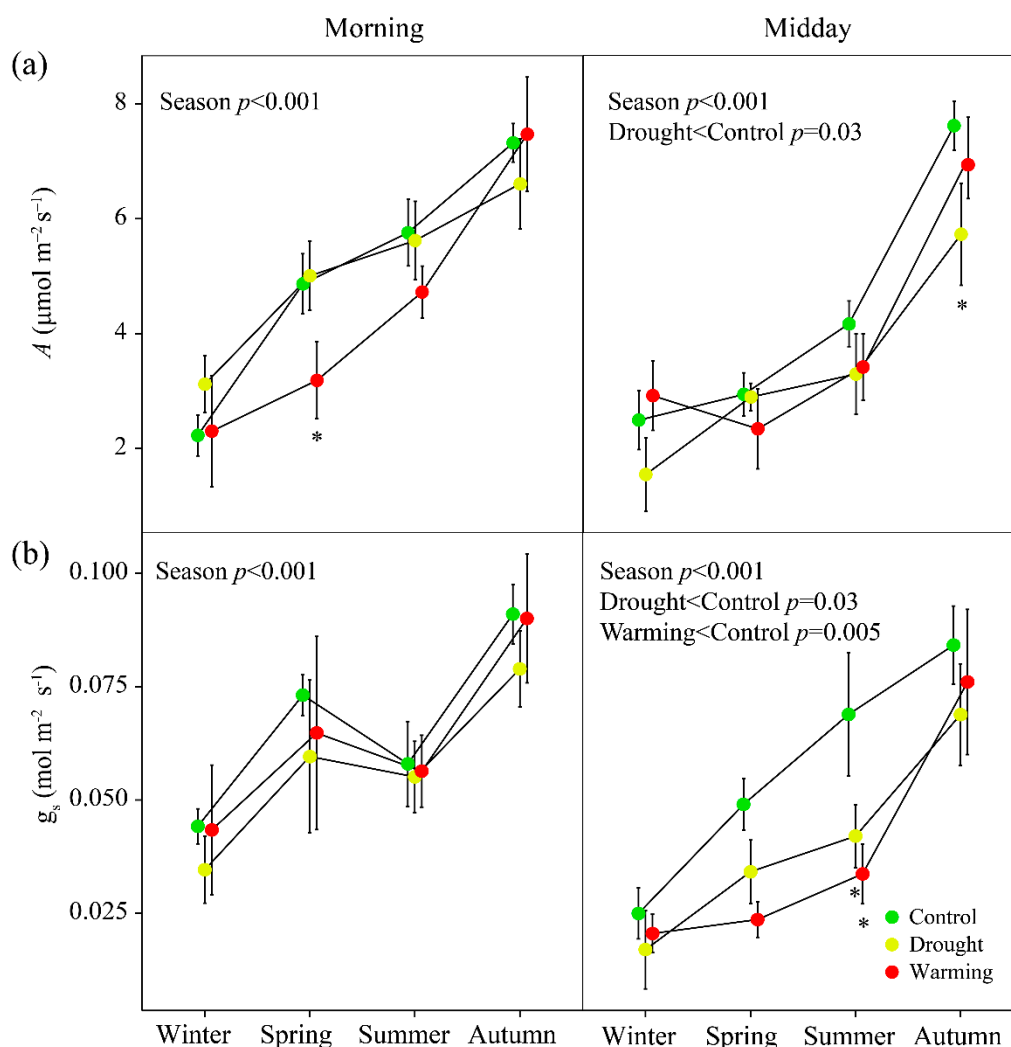 Morning
Midday
(a)
Season p<0.001
Season p<0.001
Drought<Control p=0.03
8
6
4
2
A (µmol m⁻² s⁻¹)
*
*
(b)
Season p<0.001
Season p<0.001
Drought<Control p=0.03
Warming<Control p=0.005
0.100
0.075
0.050
0.025
gₛ (mol m⁻² s⁻¹)
*
*
Control
Drought
Warming
Winter Spring Summer Autumn
Winter Spring Summer Autumn